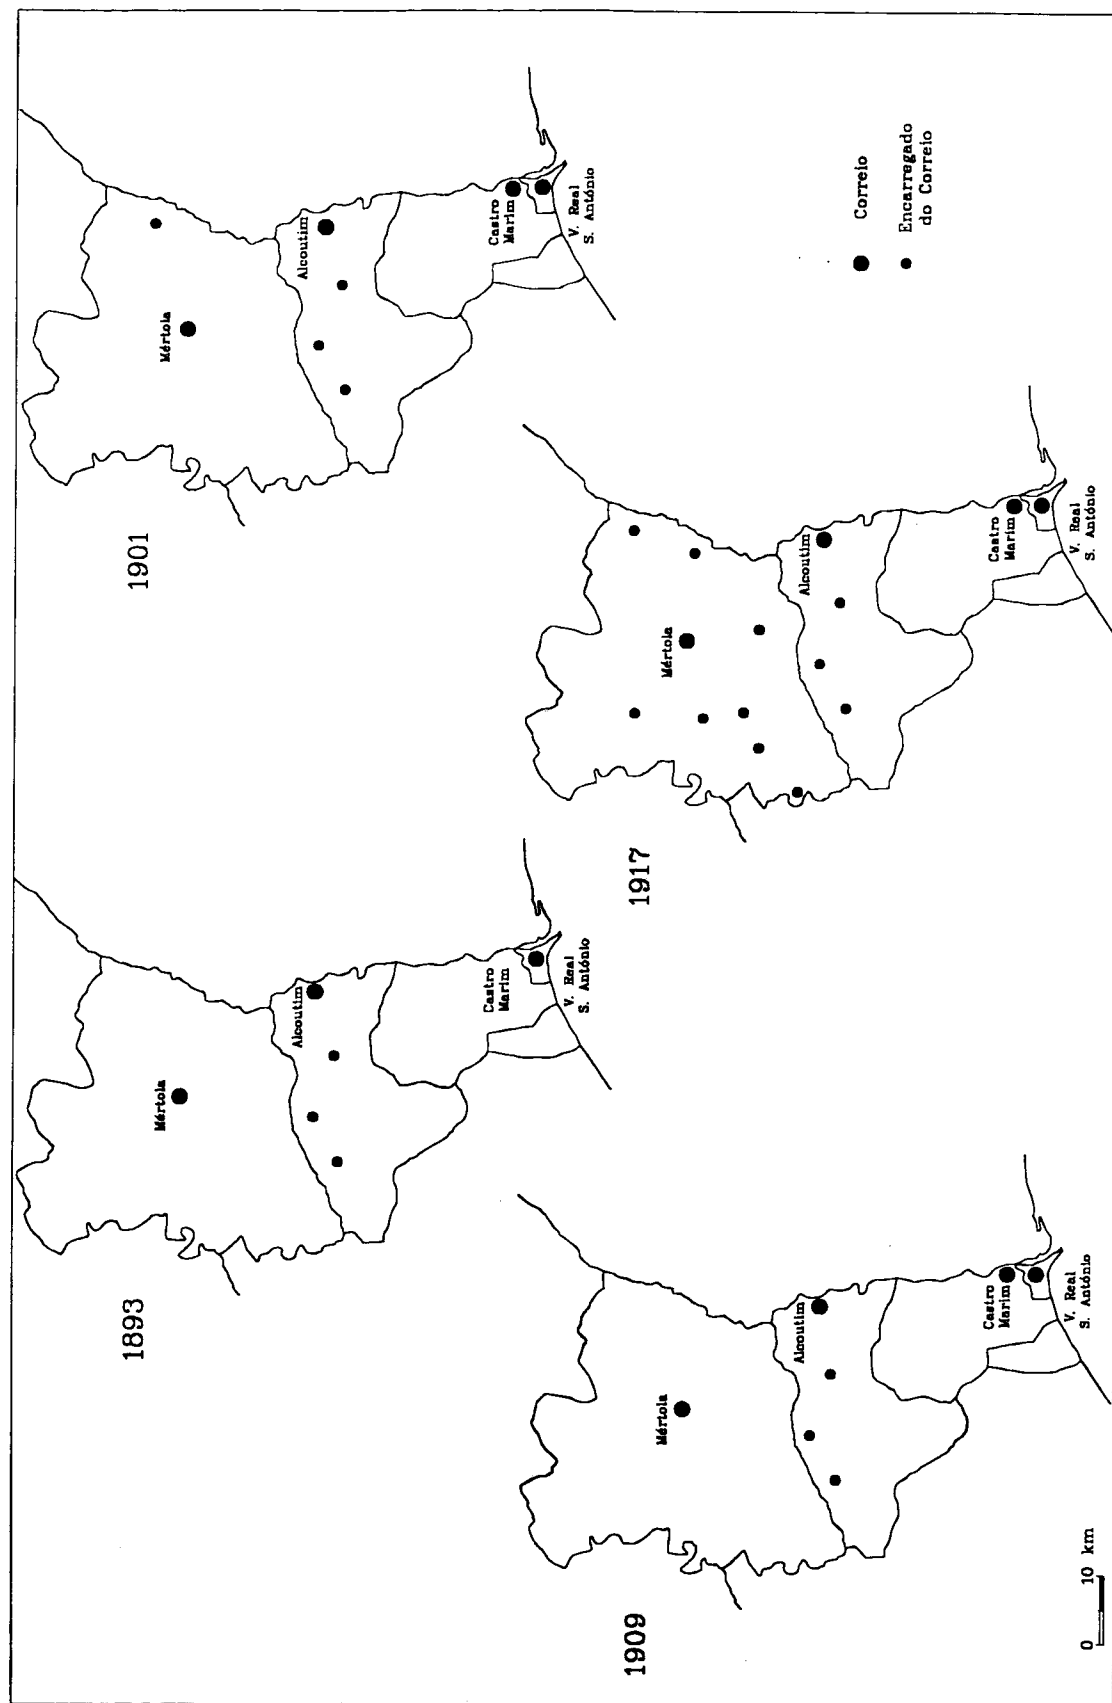 1893
Mértola
Alcoutim
Castro
Marim
V. Real
S. António
1901
Mértola
Alcoutim
Castro
Marim
V. Real
S. António
1909
Mértola
Alcoutim
Castro
Marim
V. Real
S. António
0 10 km
1917
Mértola
Alcoutim
Castro
Marim
V. Real
S. António
Correio
Encarregado
do Correio